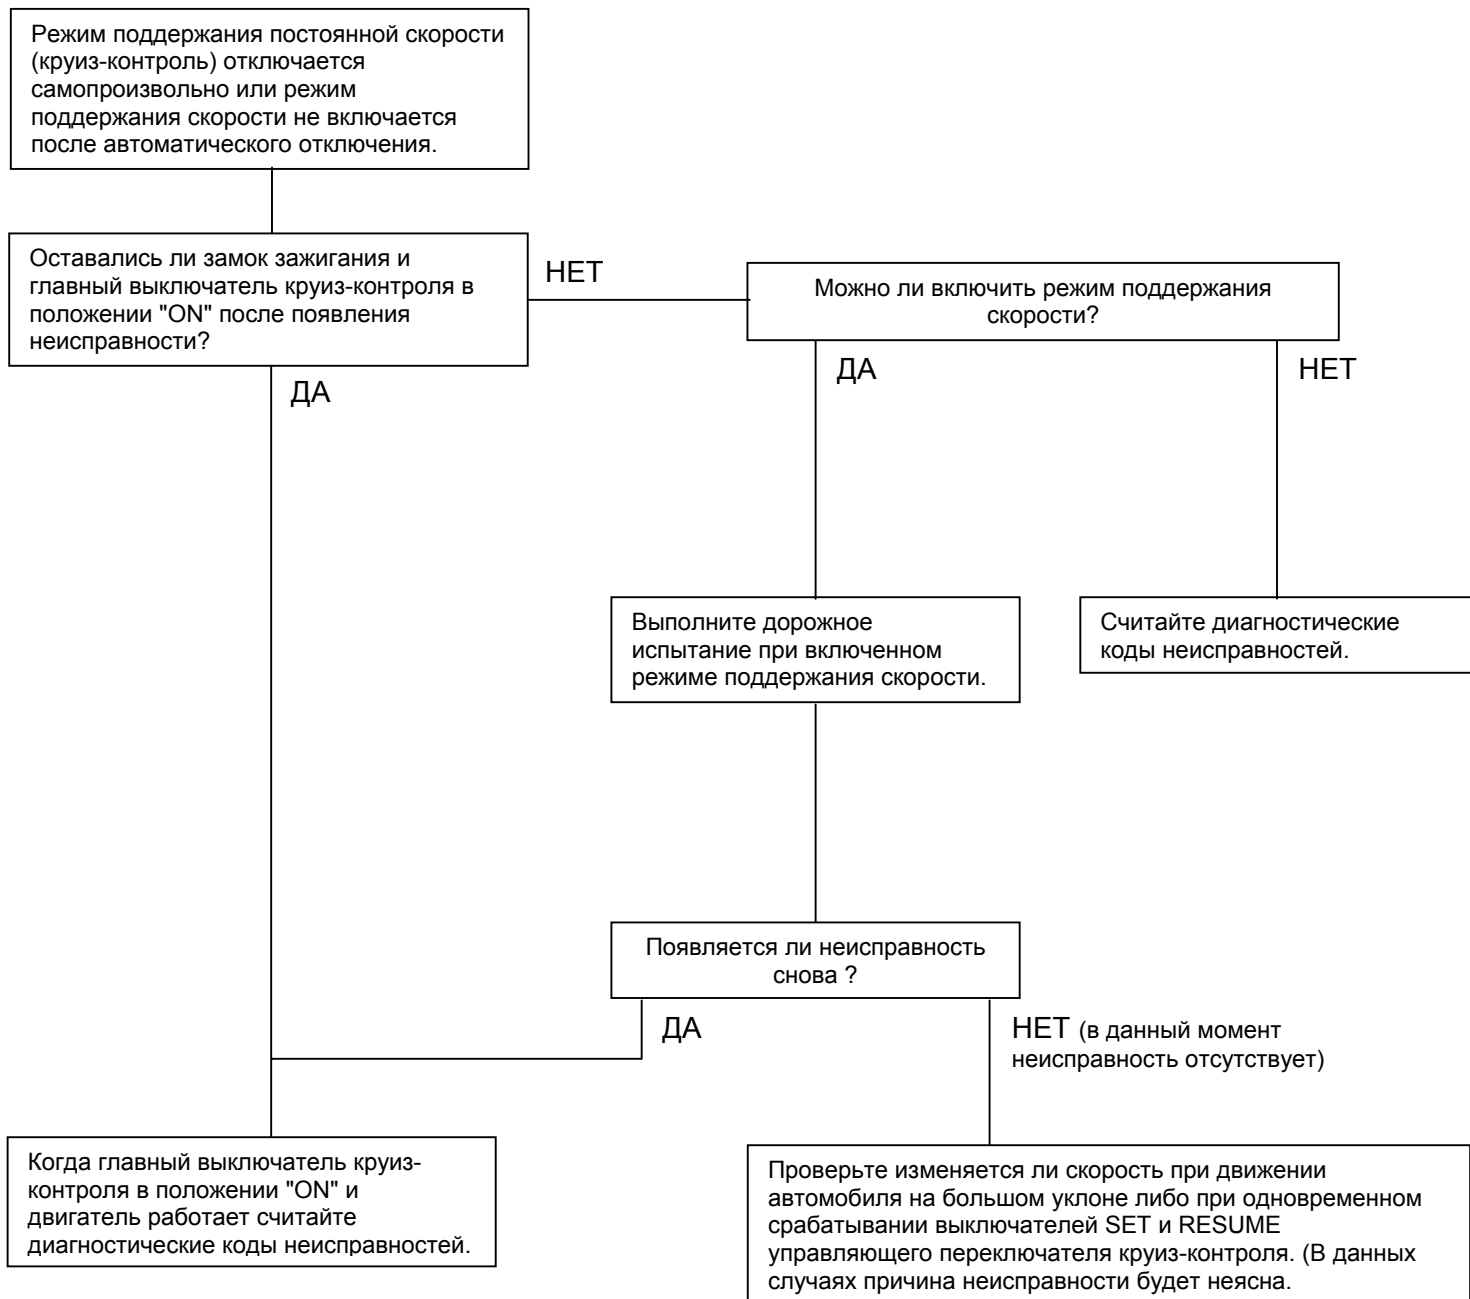 Режим поддержания постоянной скорости
(круиз-контроль) отключается
самопроизвольно или режим
поддержания скорости не включается
после автоматического отключения.
Оставались ли замок зажигания и
главный выключатель круиз-контроля в
положении "ON" после появления
неисправности?
НЕТ
Можно ли включить режим поддержания
скорости?
ДА
ДА
НЕТ
Выполните дорожное
испытание при включенном
режиме поддержания скорости.
Считайте диагностические
коды неисправностей.
Появляется ли неисправность
снова ?
ДА
НЕТ (в данный момент
неисправность отсутствует)
Когда главный выключатель круиз-
контроля в положении "ON" и
двигатель работает считайте
диагностические коды неисправностей.
Проверьте изменяется ли скорость при движении
автомобиля на большом уклоне либо при одновременном
срабатывании выключателей SET и RESUME
управляющего переключателя круиз-контроля. (В данных
случаях причина неисправности будет неясна.